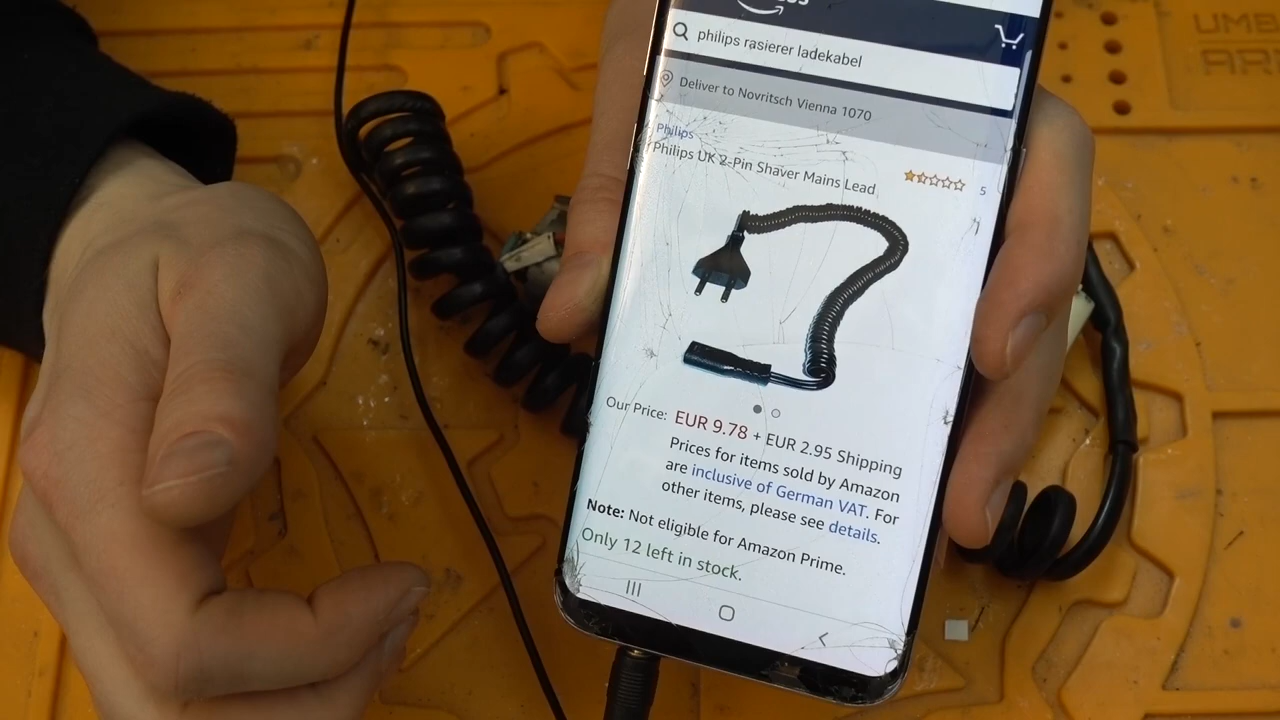 philips rasierer ladekabel
Deliver to Novritsch Vienna 1070
Philips
Philips UK 2-Pin Shaver Mains Lead
5
Our Price: EUR 9.78 + EUR 2.95 Shipping
Prices for items sold by Amazon
are inclusive of German VAT. For
other items, please see details.
Note: Not eligible for Amazon Prime.
Only 12 left in stock.